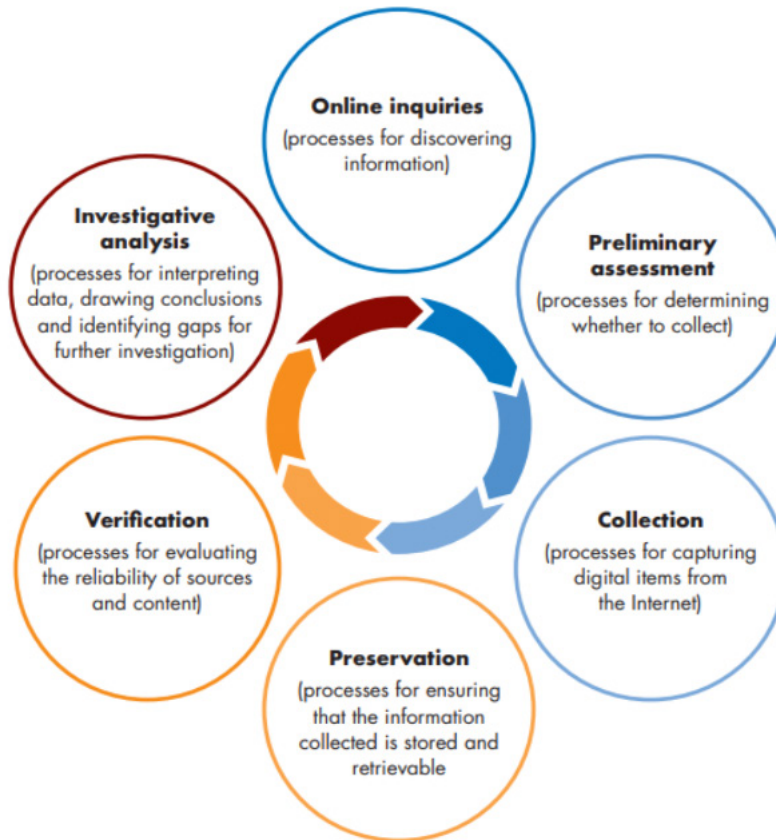 Online inquiries
(processes for discovering
information)
Preliminary
assessment
(processes for determining
whether to collect)
Collection
(processes for capturing
digital items from
the Internet)
Preservation
(processes for ensuring
that the information
collected is stored and
retrievable
Verification
(processes for evaluating
the reliability of sources
and content)
Investigative
analysis
(processes for interpreting
data, drawing conclusions
and identifying gaps for
further investigation)